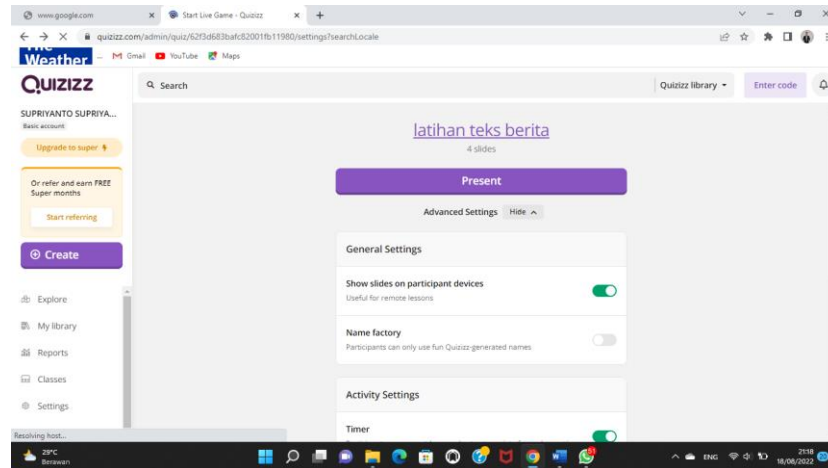 www.google.com
Start Live Game - Quizizz
quizizz.com/admin/quiz/62f3d683bafc82001fb11980/settings?searchLocale
The Weather
Gmail
YouTube
Maps
QUIZIZZ
Search
Quizizz library
Enter code
SUPRIYANTO SUPRIYA...
Basic account
Upgrade to super
Or refer and earn FREE
Super months
Start referring
Create
Explore
My library
Reports
Classes
Settings
latihan teks berita
4 slides
Present
Advanced Settings Hide
General Settings
Show slides on participant devices
Useful for remote lessons
Name factory
Participants can only use fun Quizizz-generated names
Activity Settings
Timer
Resolving host...
29°C
Berawan
ENG
21:18
18/08/2022